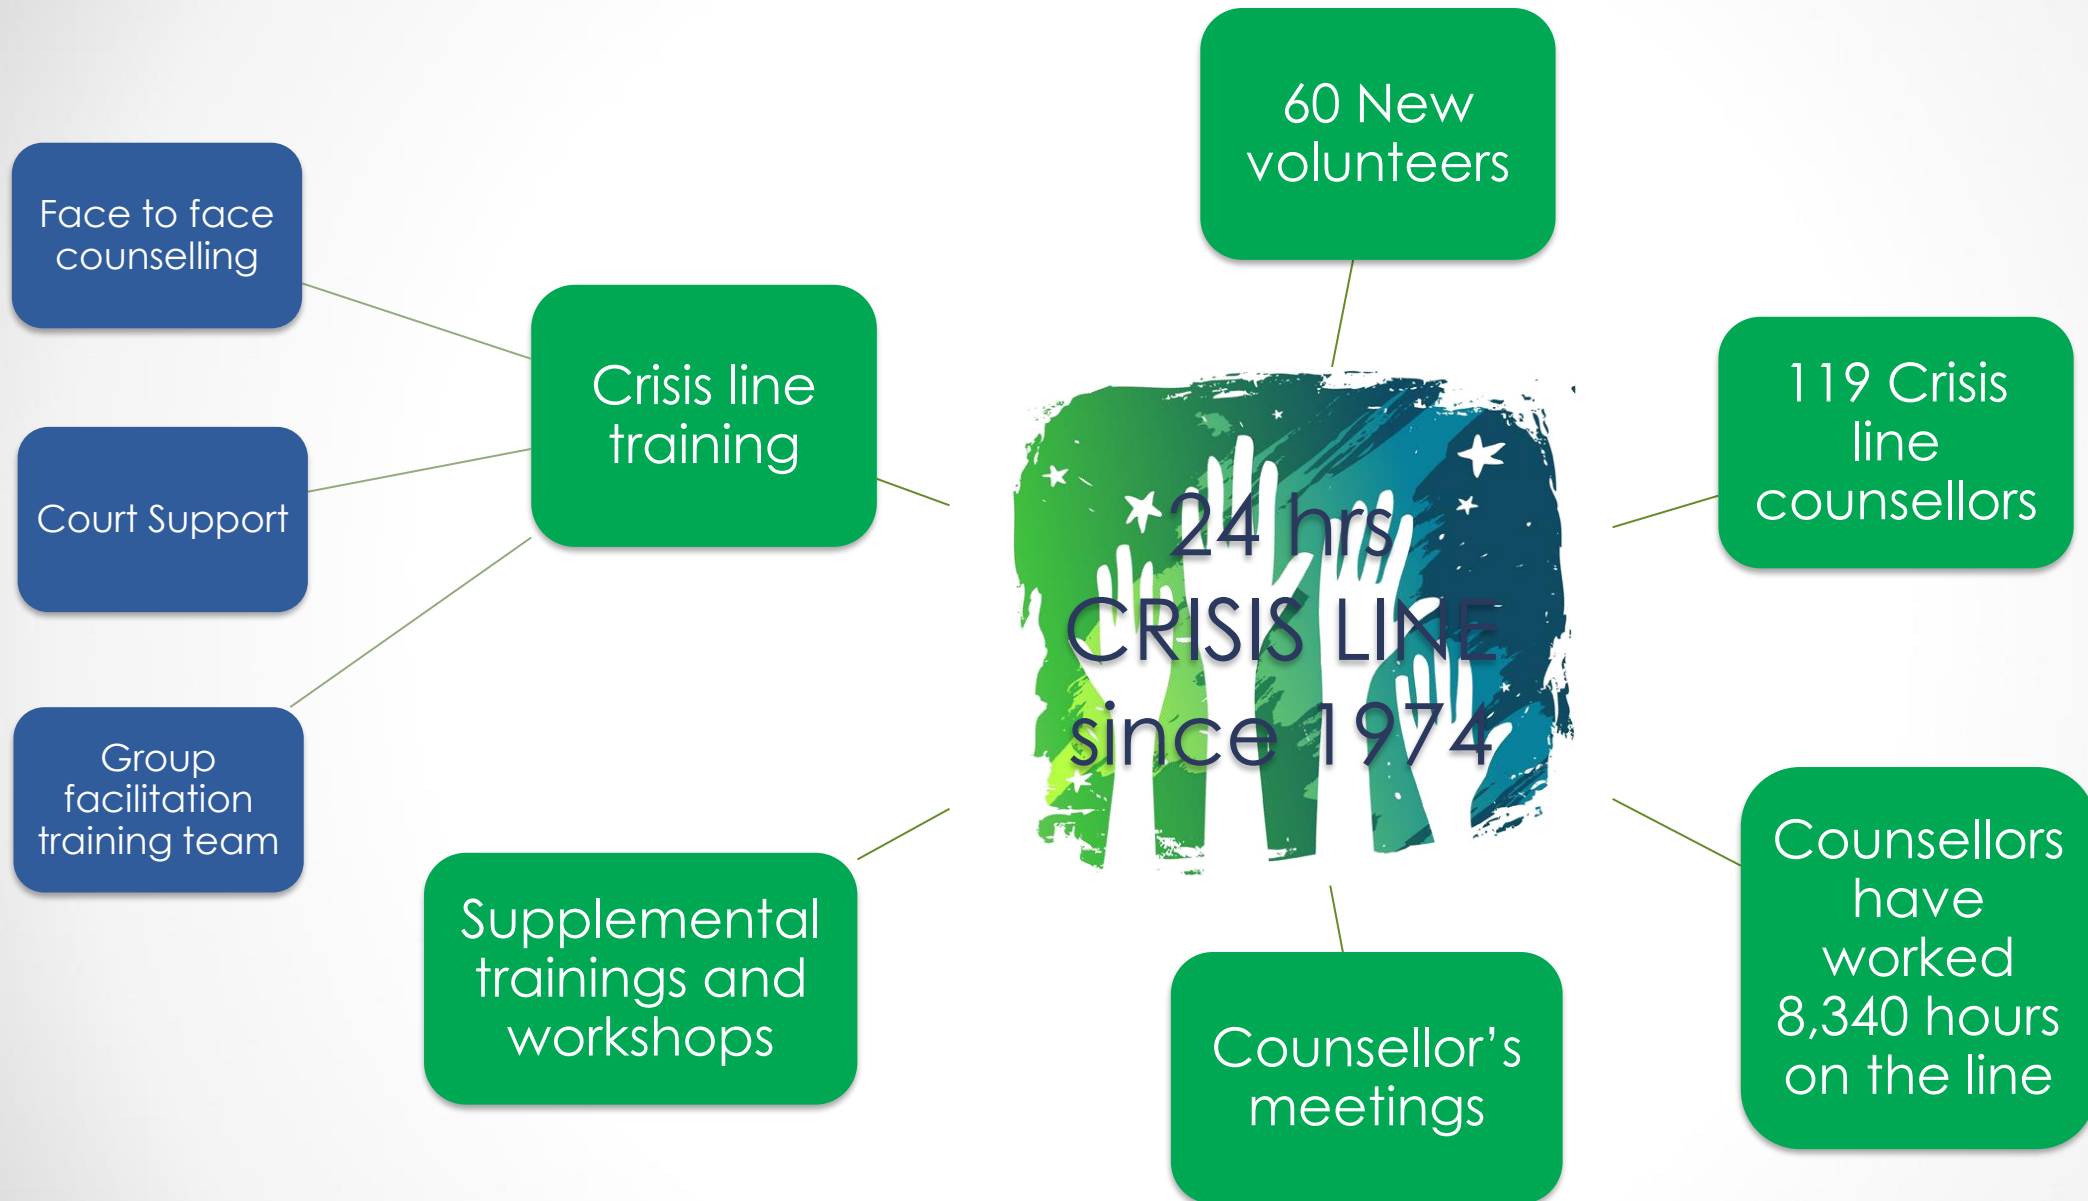 60 New
volunteers
Face to face
counselling
Crisis line
training
119 Crisis
line
counsellors
Court Support
24 hrs
CRISIS LINE
since 1974
Group
facilitation
training team
Supplemental
trainings and
workshops
Counsellor’s
meetings
Counsellors
have
worked
8,340 hours
on the line